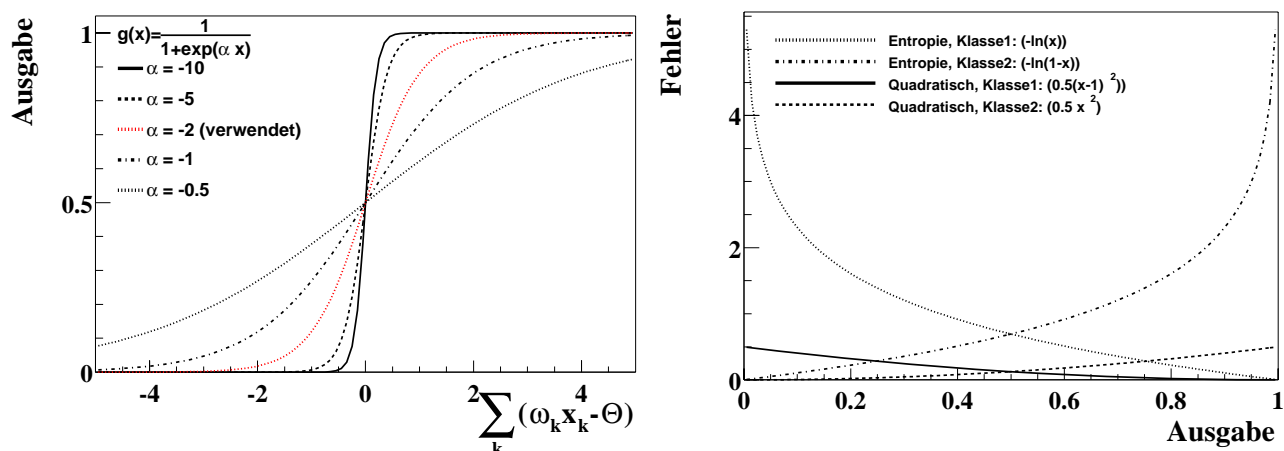 Ausgabe
1
0.5
0
g(x)=1/(1+exp(α x))
α = -10
α = -5
α = -2 (verwendet)
α = -1
α = -0.5
-4 -2 0 2 4
∑k (ωk xk - Θ)
Fehler
4
2
0
Entropie, Klasse1: (-ln(x))
Entropie, Klasse2: (-ln(1-x))
Quadratisch, Klasse1: (0.5(x-1) ²))
Quadratisch, Klasse2: (0.5 x ²)
0 0.2 0.4 0.6 0.8 1
Ausgabe